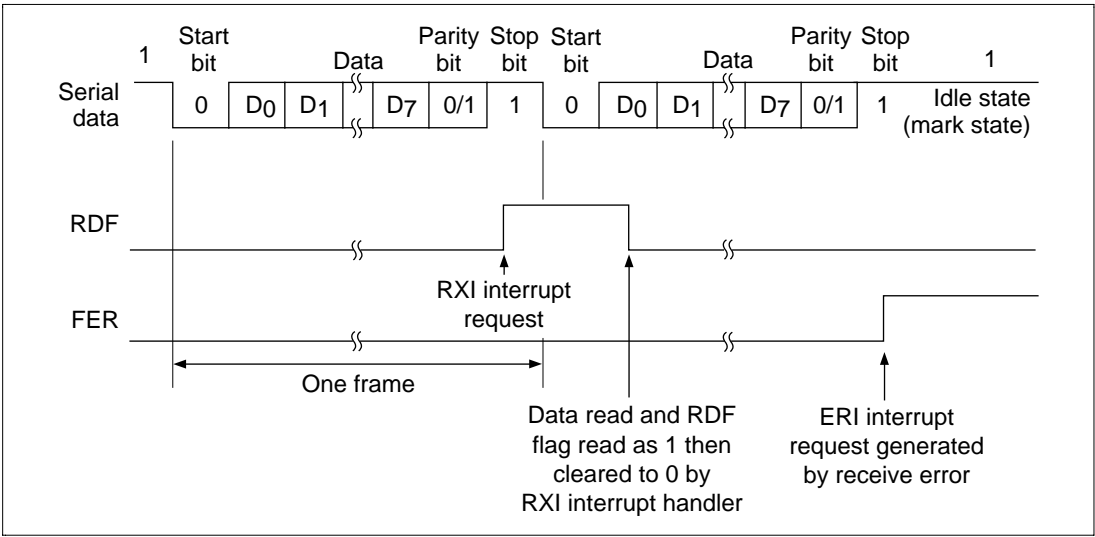 1
Start
bit
Data
Parity
bit
Stop
bit
Start
bit
Data
Parity
bit
Stop
bit
1
Serial
data
0 D0 D1 D7 0/1 1 0 D0 D1 D7 0/1 1
Idle state
(mark state)
RDF
RXI interrupt
request
FER
One frame
Data read and RDF
flag read as 1 then
cleared to 0 by
RXI interrupt handler
ERI interrupt
request generated
by receive error